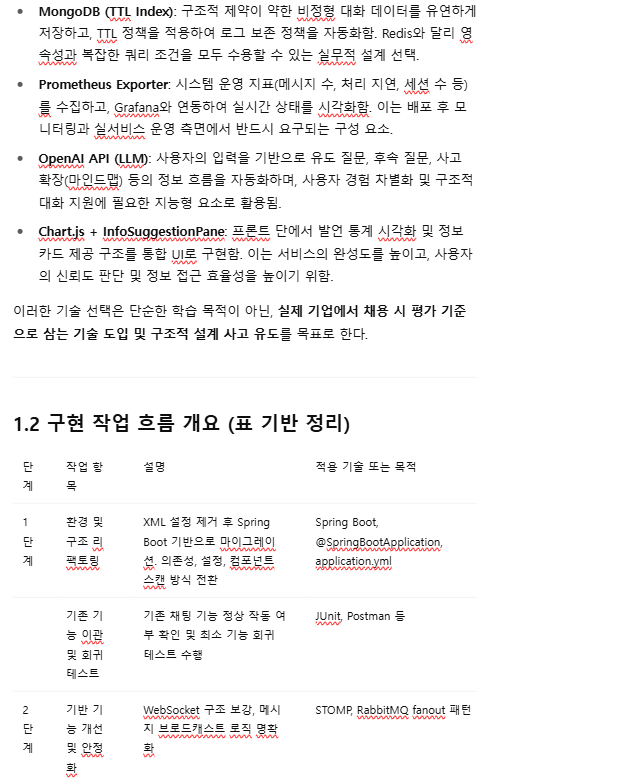 MongoDB (TTL Index): 구조적 제약이 약한 비정형 대화 데이터를 유연하게
저장하고, TTL 정책을 적용하여 로그 보존 정책을 자동화함. Redis와 달리 영
속성과 복잡한 쿼리 조건을 모두 수용할 수 있는 실무적 설계 선택.
Prometheus Exporter: 시스템 운영 지표(메시지 수, 처리 지연, 세션 수 등)
를 수집하고, Grafana와 연동하여 실시간 상태를 시각화함. 이는 배포 후 모
니터링과 실서비스 운영 측면에서 반드시 요구되는 구성 요소.
OpenAI API (LLM): 사용자의 입력을 기반으로 유도 질문, 후속 질문, 사고
확장(마인드맵) 등의 정보 흐름을 자동화하며, 사용자 경험 차별화 및 구조적
대화 지원에 필요한 지능형 요소로 활용됨.
Chart.js + InfoSuggestionPane: 프론트 단에서 발언 통계 시각화 및 정보
카드 제공 구조를 통합 UI로 구현함. 이는 서비스의 완성도를 높이고, 사용자
의 신뢰도 판단 및 정보 접근 효율성을 높이기 위함.
이러한 기술 선택은 단순한 학습 목적이 아닌, 실제 기업에서 채용 시 평가 기준
으로 삼는 기술 도입 및 구조적 설계 사고 유도를 목표로 한다.
1.2 구현 작업 흐름 개요 (표 기반 정리)
단
계
작업 항
목
설명
적용 기술 또는 목적
1
단
계
환경 및
구조 리
팩토링
XML 설정 제거 후 Spring
Boot 기반으로 마이그레이
션. 의존성, 설정, 컴포넌트
스캔 방식 전환
Spring Boot,
@SpringBootApplication,
application.yml
기존 기
능 이관
및 회귀
테스트
기존 채팅 기능 정상 작동 여
부 확인 및 최소 기능 회귀
테스트 수행
JUnit, Postman 등
2
단
계
기반 기
능 개선
및 안정
화
WebSocket 구조 보강, 메시
지 브로드캐스트 로직 명확
화
STOMP, RabbitMQ fanout 패턴